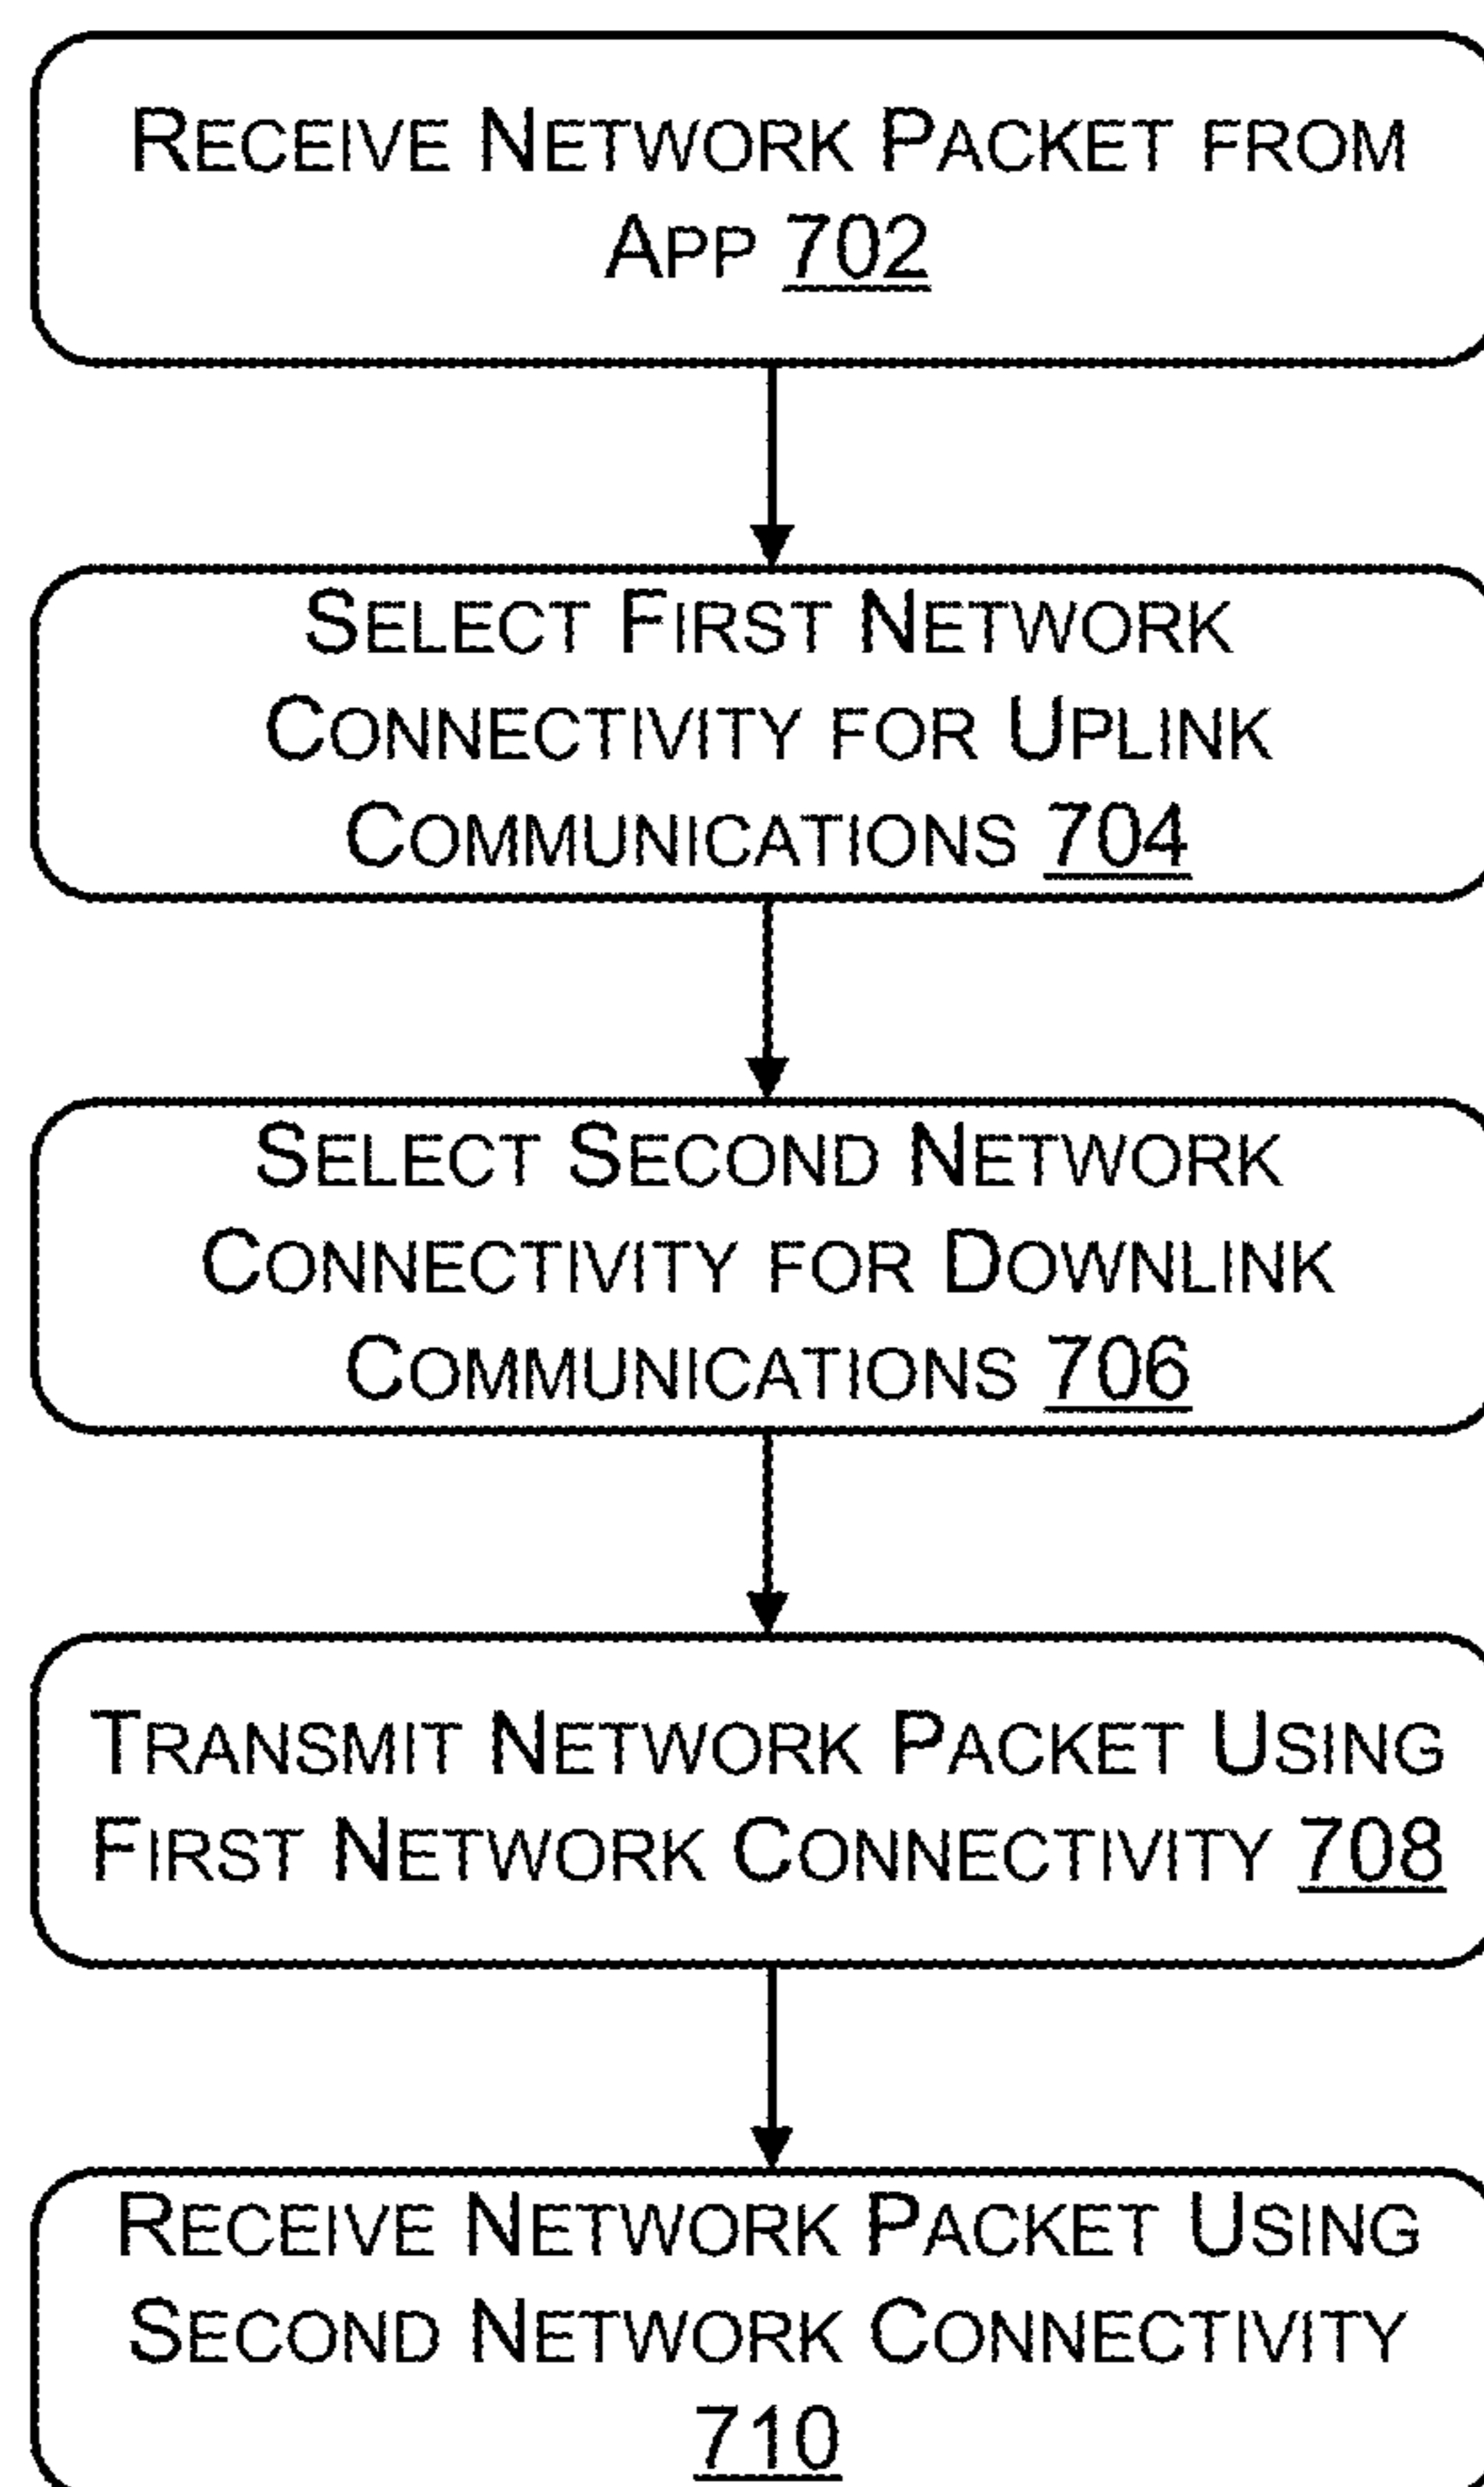 RECEIVE NETWORK PACKET FROM
APP 702
SELECT FIRST NETWORK
CONNECTIVITY FOR UPLINK
COMMUNICATIONS 704
SELECT SECOND NETWORK
CONNECTIVITY FOR DOWNLINK
COMMUNICATIONS 706
TRANSMIT NETWORK PACKET USING
FIRST NETWORK CONNECTIVITY 708
RECEIVE NETWORK PACKET USING
SECOND NETWORK CONNECTIVITY
710